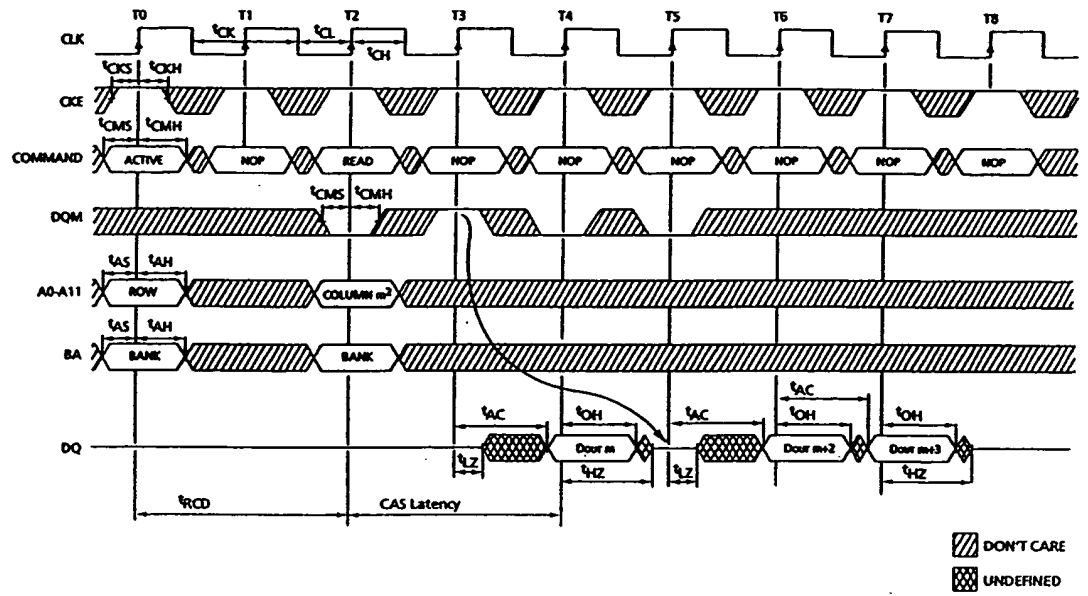 T0 T1 T2 T3 T4 T5 T6 T7 T8
CLK tCK tCL tCH
tCKS tCKH
CKE
tCMS tCMH
COMMAND ACTIVE NOP READ NOP NOP NOP NOP NOP NOP
tCMS tCMH
DQM
tAS tAH
A0-A11 ROW COLUMN m2
tAS tAH
BA BANK BANK
tAC tOH tAC tAC tOH tOH
DQ DOUT m DOUT m+2 DOUT m+3
tLZ tHZ tLZ tHZ
tRCD CAS Latency
DON'T CARE
UNDEFINED